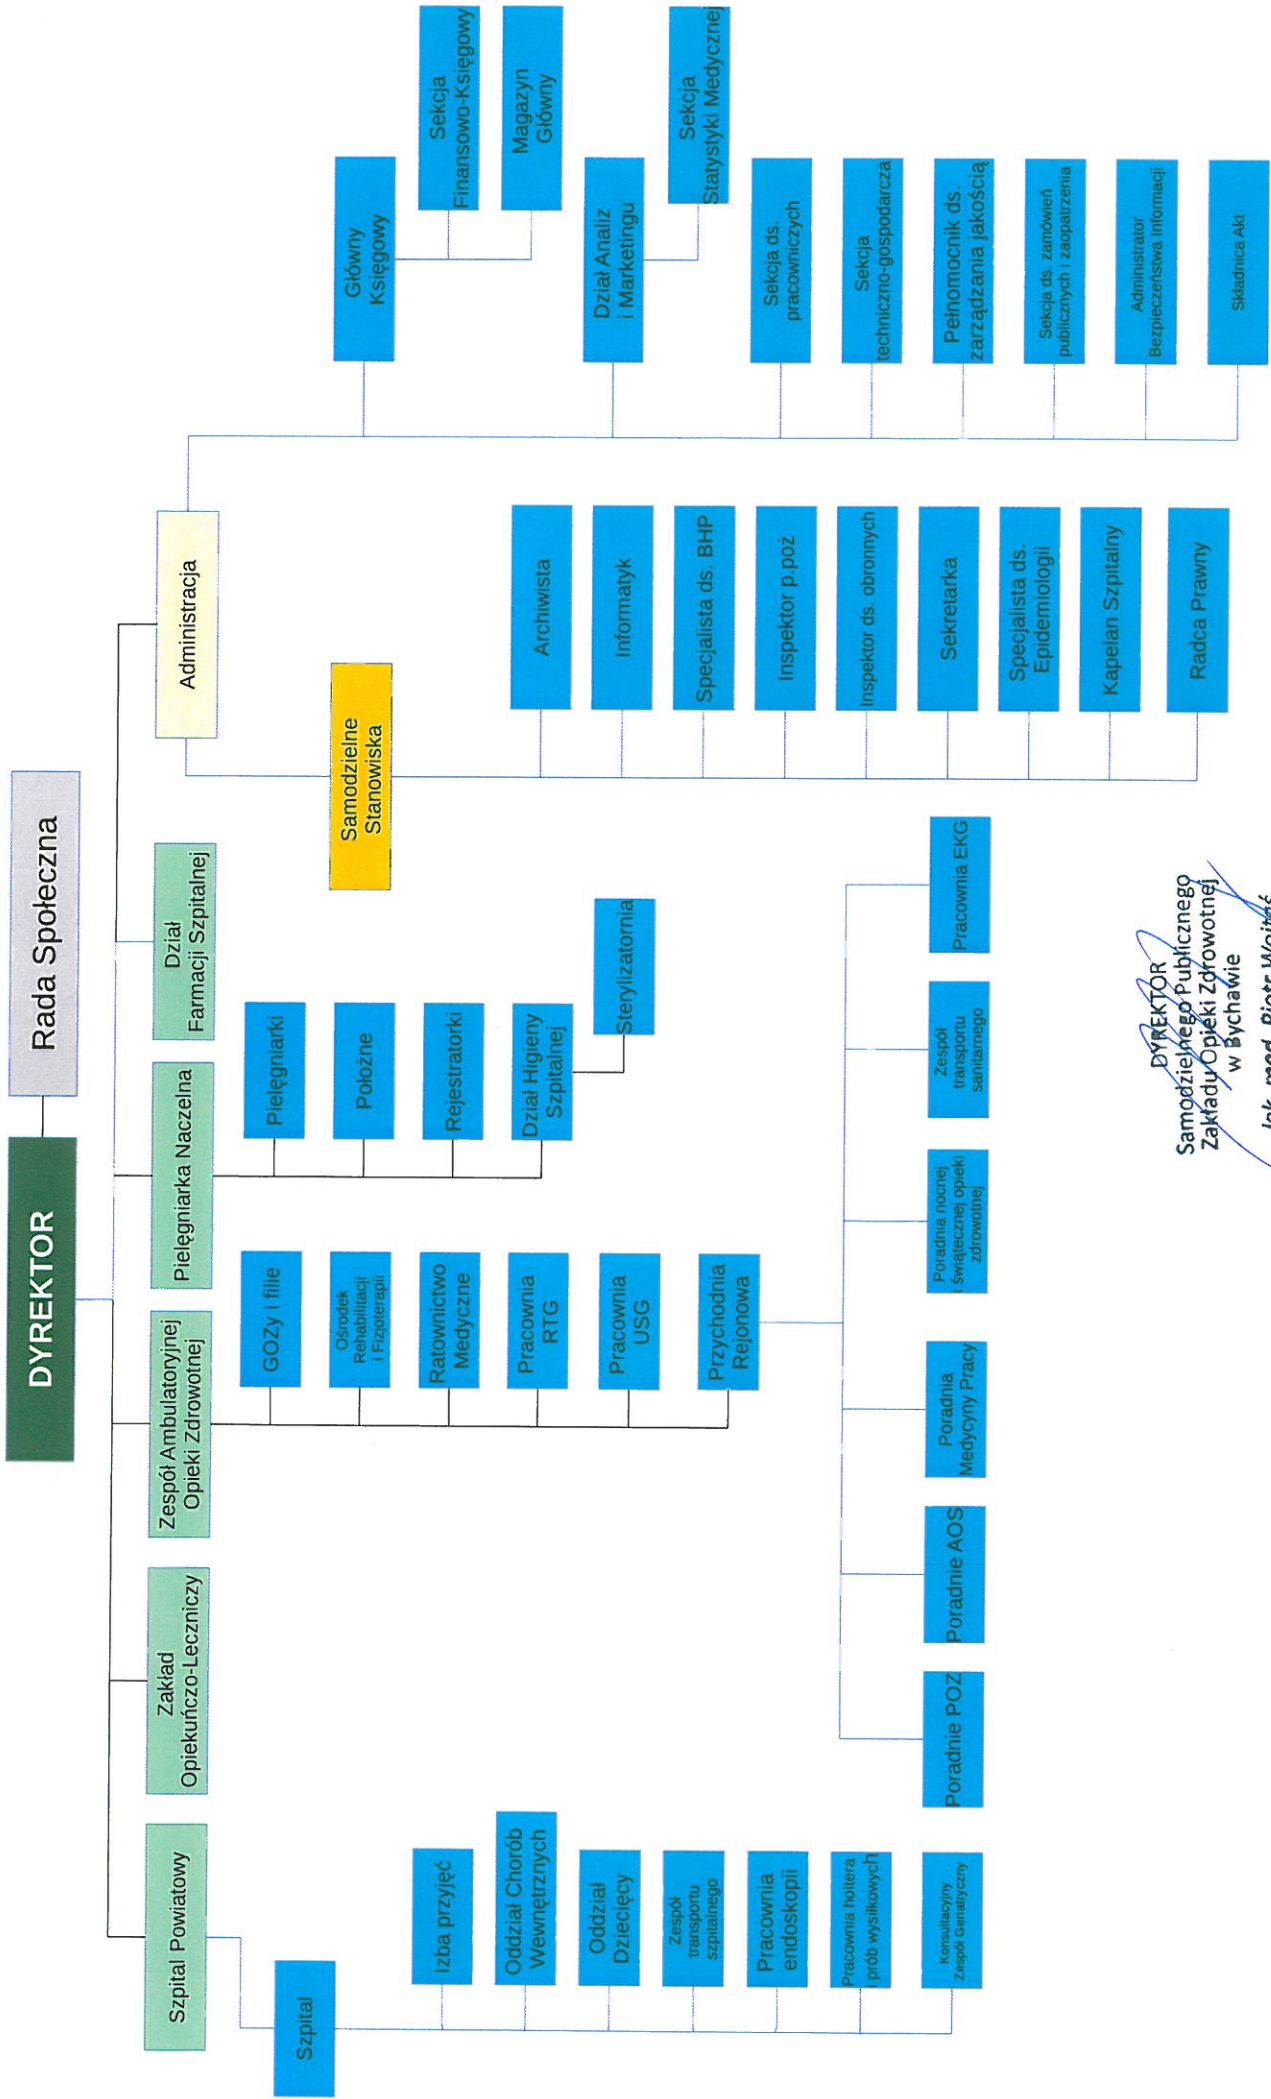 DYREKTOR
Rada Społeczna
Szpital Powiatowy
Zakład
Opiekuńczo-Leczniczy
Zespół Ambulatoryjnej
Opieki Zdrowotnej
Pielęgniarka Naczelna
Dział
Farmacji Szpitalnej
Administracja
Szpital
Izba przyjęć
Oddział Chorób
Wewnętrznych
Oddział
Dziecięcy
Zespół
transportu
szpitalnego
Pracownia
endoskopii
Pracownia holtera
i prób wysiłkowych
Konsultacyjny
Zespół Geriatryczny
GOZy i filie
Ośrodek
Rehabilitacji
i Fizjoterapii
Ratownictwo
Medyczne
Pracownia
RTG
Pracownia
USG
Przychodnia
Rejonowa
Poradnie POZ
Poradnie AOS
Poradnia
Medycyny Pracy
Poradnia nocnej
i świątecznej opieki
zdrowotnej
Zespół
transportu
sanitarnego
Pracownia EKG
Pielęgniarki
Położne
Rejestratorki
Dział Higieny
Szpitalnej
Sterylizatornia
Samodzielne
Stanowiska
Archiwista
Informatyk
Specjalista ds. BHP
Inspektor p.poż
Inspektor ds. obronnych
Sekretarka
Specjalista ds.
Epidemiologii
Kapelan Szpitalny
Radca Prawny
Główny
Księgowy
Sekcja
Finansowo-Księgowy
Magazyn
Główny
Dział Analiz
i Marketingu
Sekcja
Statystyki Medycznej
Sekcja ds.
pracowniczych
Sekcja
techniczno-gospodarcza
Pełnomocnik ds.
zarządzania jakością
Sekcja ds. zamówień
publicznych i zaopatrzenia
Administrator
Bezpieczeństwa Informacji
Składnica Akt
DYREKTOR
Samodzielnego Publicznego
Zakładu Opieki Zdrowotnej
w Bychawie
lek. med. Piotr Wojtaś